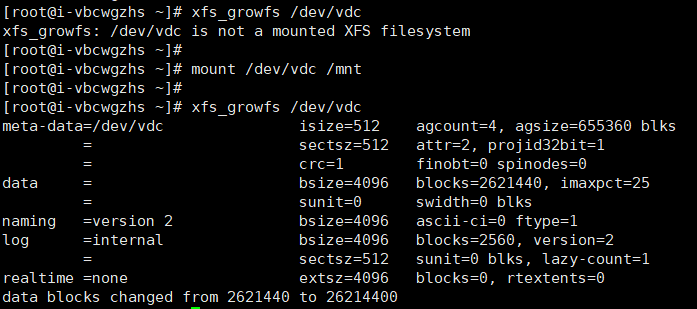 [root@i-vbcwgzhs ~]# xfs_growfs /dev/vdc
xfs_growfs: /dev/vdc is not a mounted XFS filesystem
[root@i-vbcwgzhs ~]#
[root@i-vbcwgzhs ~]# mount /dev/vdc /mnt
[root@i-vbcwgzhs ~]#
[root@i-vbcwgzhs ~]# xfs_growfs /dev/vdc
meta-data=/dev/vdc               isize=512    agcount=4, agsize=655360 blks
         =                       sectsz=512   attr=2, projid32bit=1
         =                       crc=1        finobt=0 spinodes=0
data     =                       bsize=4096   blocks=2621440, imaxpct=25
         =                       sunit=0      swidth=0 blks
naming   =version 2              bsize=4096   ascii-ci=0 ftype=1
log      =internal               bsize=4096   blocks=2560, version=2
         =                       sectsz=512   sunit=0 blks, lazy-count=1
realtime =none                   extsz=4096   blocks=0, rtextents=0
data blocks changed from 2621440 to 26214400